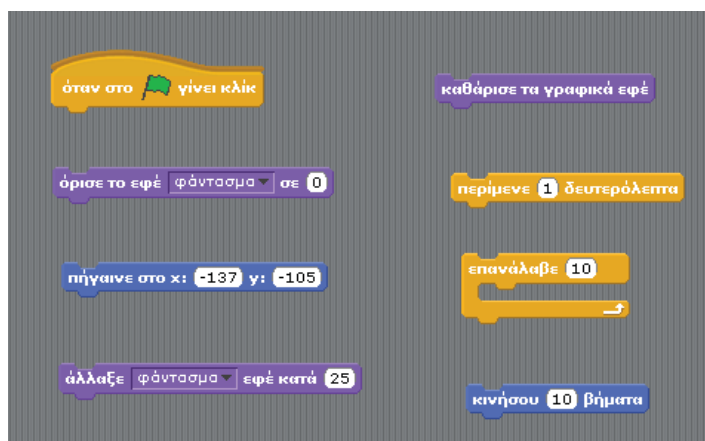 όταν στο γίνει κλίκ
καθάρισε τα γραφικά εφέ
όρισε το εφέ φάντασμα σε 0
περίμενε 1 δευτερόλεπτα
πήγαινε στο x: -137 y: -105
επανάλαβε 10
άλλαξε φάντασμα εφέ κατά 25
κινήσου 10 βήματα